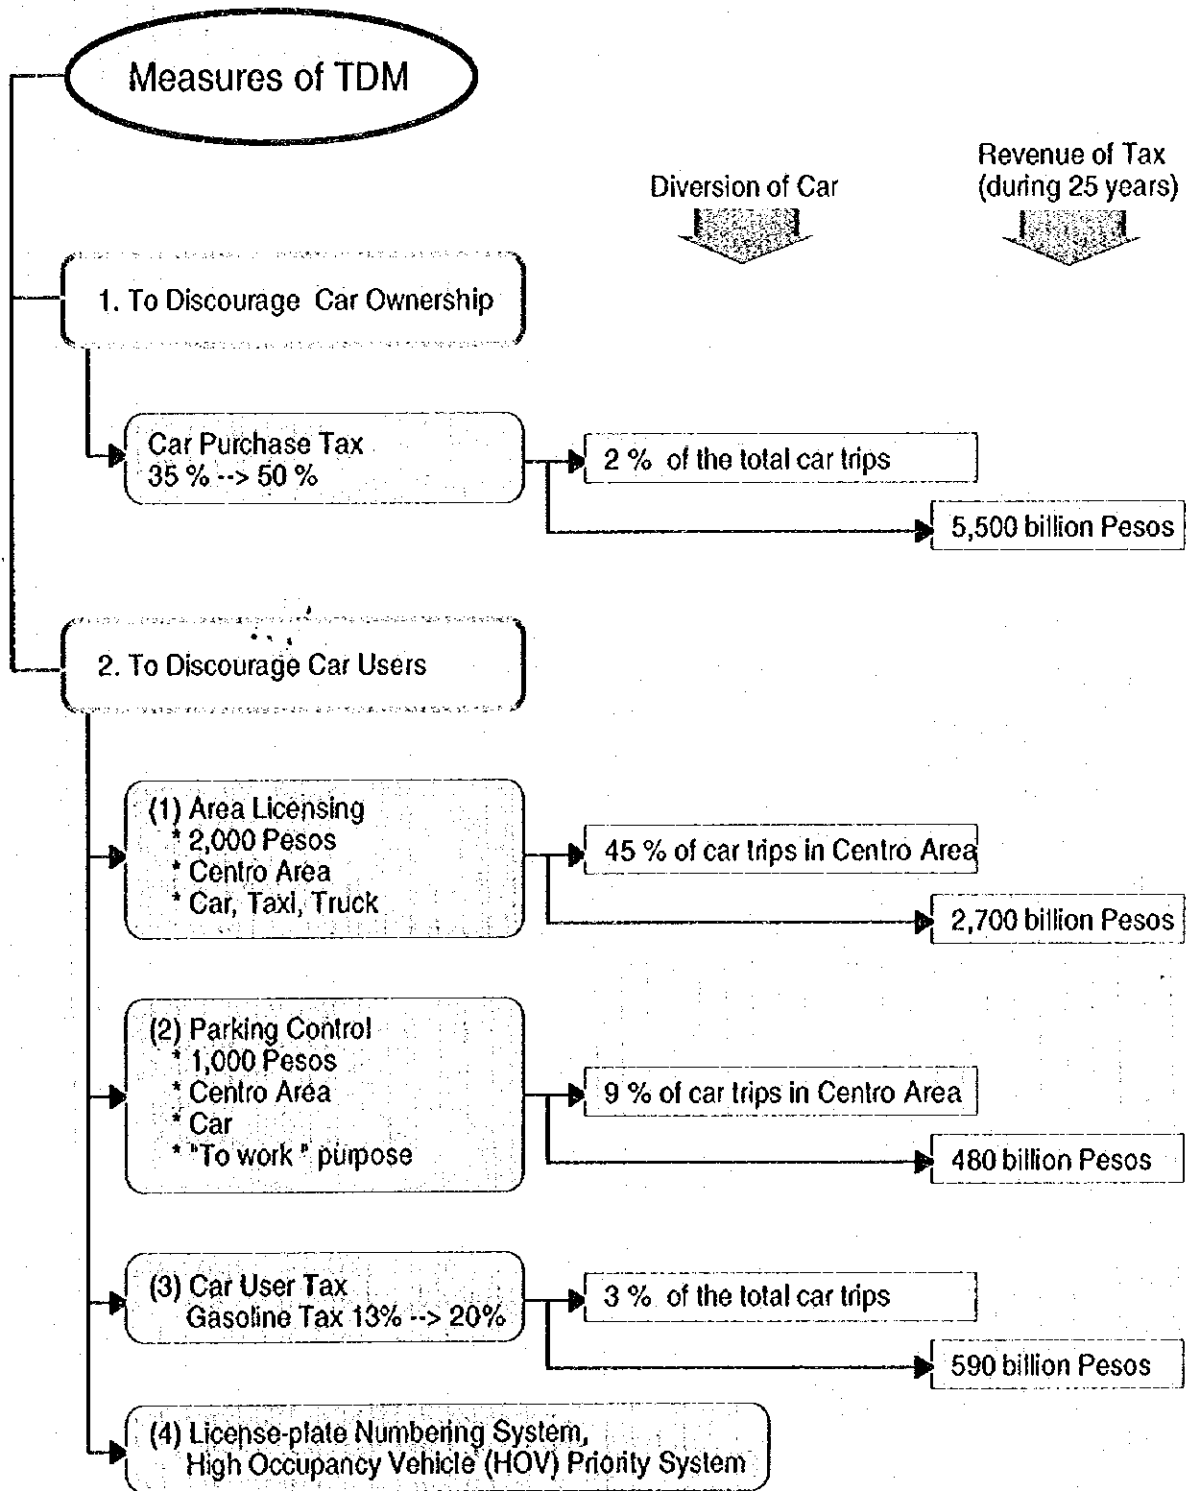 Measures of TDM
Diversion of Car
Revenue of Tax
(during 25 years)
1. To Discourage Car Ownership
Car Purchase Tax
35 % --> 50 %
2 % of the total car trips
5,500 billion Pesos
2. To Discourage Car Users
(1) Area Licensing
* 2,000 Pesos
* Centro Area
* Car, Taxi, Truck
45 % of car trips in Centro Area
2,700 billion Pesos
(2) Parking Control
* 1,000 Pesos
* Centro Area
* Car
* "To work " purpose
9 % of car trips in Centro Area
480 billion Pesos
(3) Car User Tax
Gasoline Tax 13% --> 20%
3 % of the total car trips
590 billion Pesos
(4) License-plate Numbering System,
High Occupancy Vehicle (HOV) Priority System